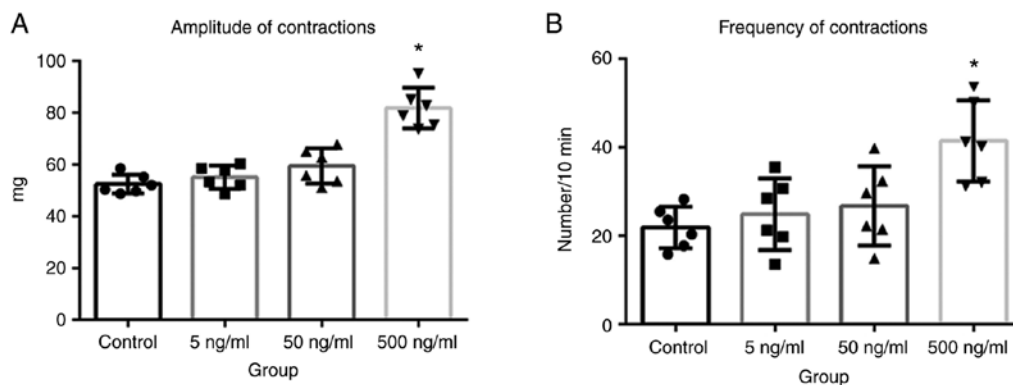 A
Amplitude of contractions
*
100
80
60
40
20
0
mg
Control 5 ng/ml 50 ng/ml 500 ng/ml
Group
B
Frequency of contractions
*
60
40
20
0
Number/10 min
Control 5 ng/ml 50 ng/ml 500 ng/ml
Group